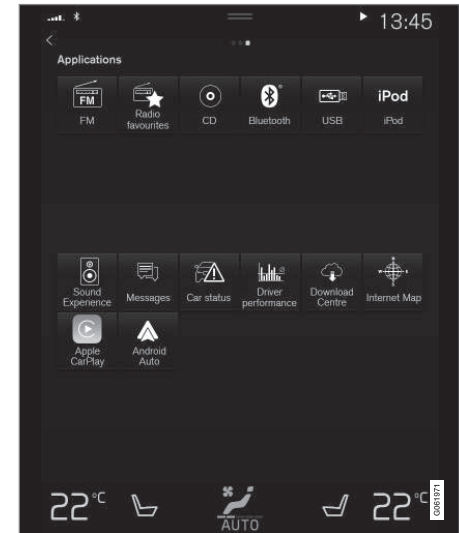 13:45
Applications
FM
FM
Radio
favourites
CD
Bluetooth
USB
iPod
iPod
Sound
Experience
Messages
Car status
Driver
performance
Download
Centre
Internet Map
Apple
CarPlay
Android
Auto
22°C
22°C
AUTO
G061971